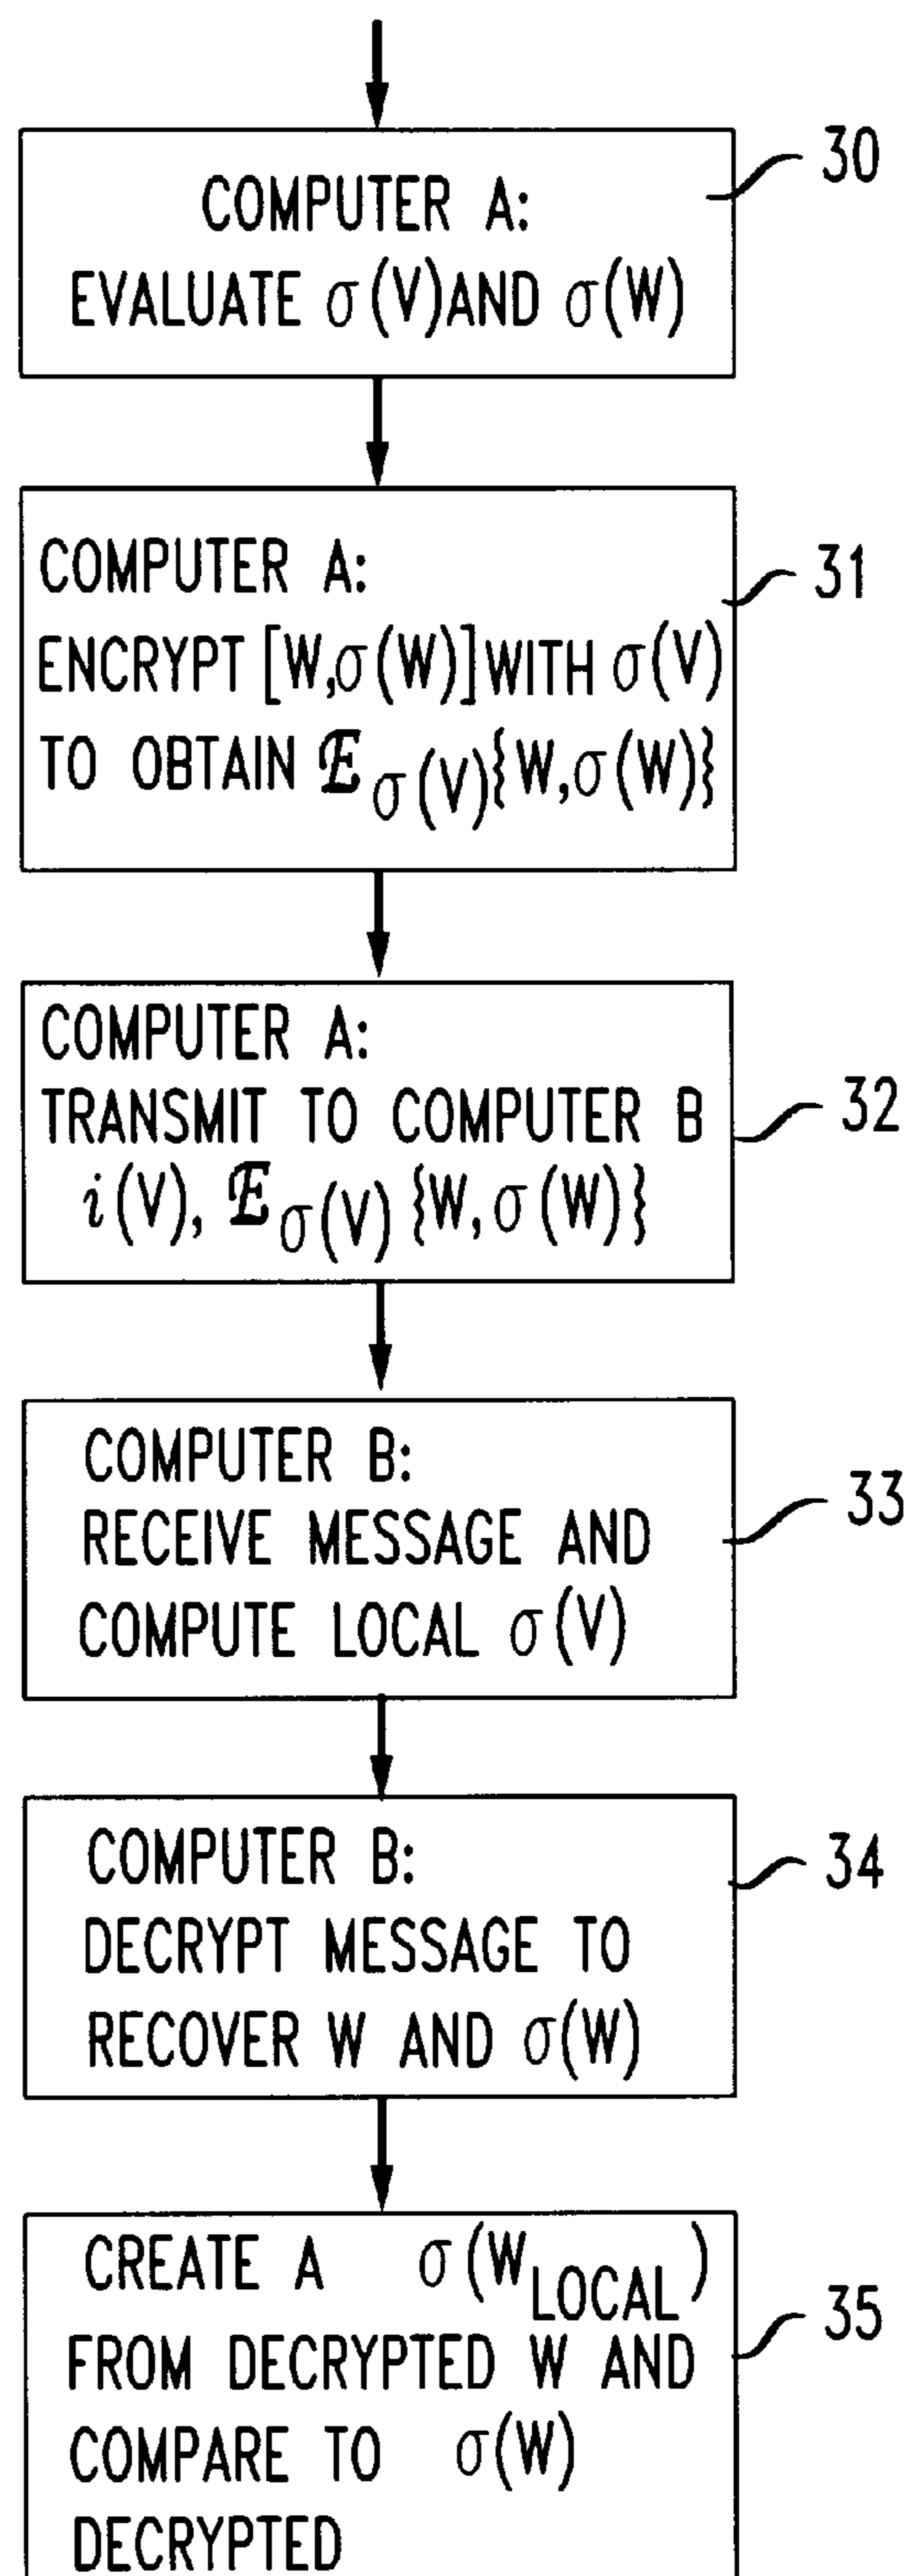 COMPUTER A:
EVALUATE σ(V) AND σ(W)
30
COMPUTER A:
ENCRYPT [W,σ(W)] WITH σ(V)
TO OBTAIN ℰσ(V){W,σ(W)}
31
COMPUTER A:
TRANSMIT TO COMPUTER B
i(V), ℰσ(V){W,σ(W)}
32
COMPUTER B:
RECEIVE MESSAGE AND
COMPUTE LOCAL σ(V)
33
COMPUTER B:
DECRYPT MESSAGE TO
RECOVER W AND σ(W)
34
CREATE A σ(WLOCAL)
FROM DECRYPTED W AND
COMPARE TO σ(W)
DECRYPTED
35